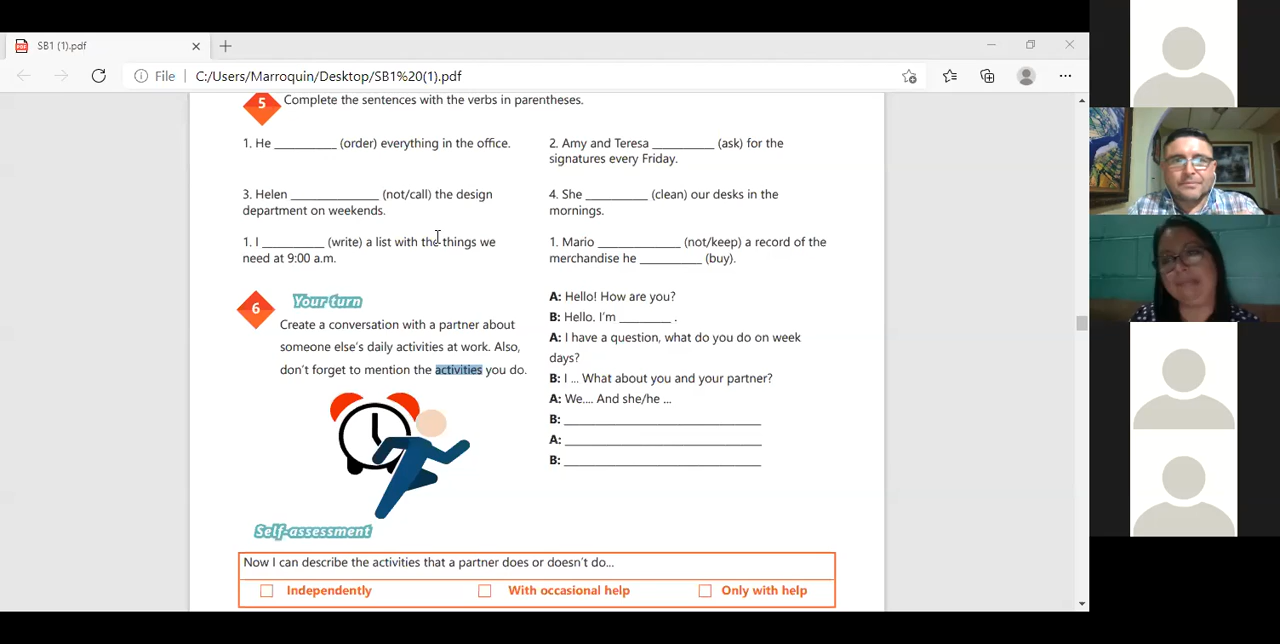 SB1 (1).pdf
File
C:/Users/Marroquin/Desktop/SB1%20(1).pdf
5
Complete the sentences with the verbs in parentheses.
1. He __________ (order) everything in the office.
3. Helen ______________ (not/call) the design
department on weekends.
1. I __________ (write) a list with the things we
need at 9:00 a.m.
2. Amy and Teresa __________ (ask) for the
signatures every Friday.
4. She __________ (clean) our desks in the
mornings.
1. Mario _____________ (not/keep) a record of the
merchandise he __________ (buy).
6
Your turn
Create a conversation with a partner about
someone else's daily activities at work. Also,
don't forget to mention the activities you do.
A: Hello! How are you?
B: Hello. I'm ________ .
A: I have a question, what do you do on week
days?
B: I ... What about you and your partner?
A: We.... And she/he ...
B: ________________________________
A: ________________________________
B: ________________________________
Self-assessment
Now I can describe the activities that a partner does or doesn't do...
Independently
With occasional help
Only with help